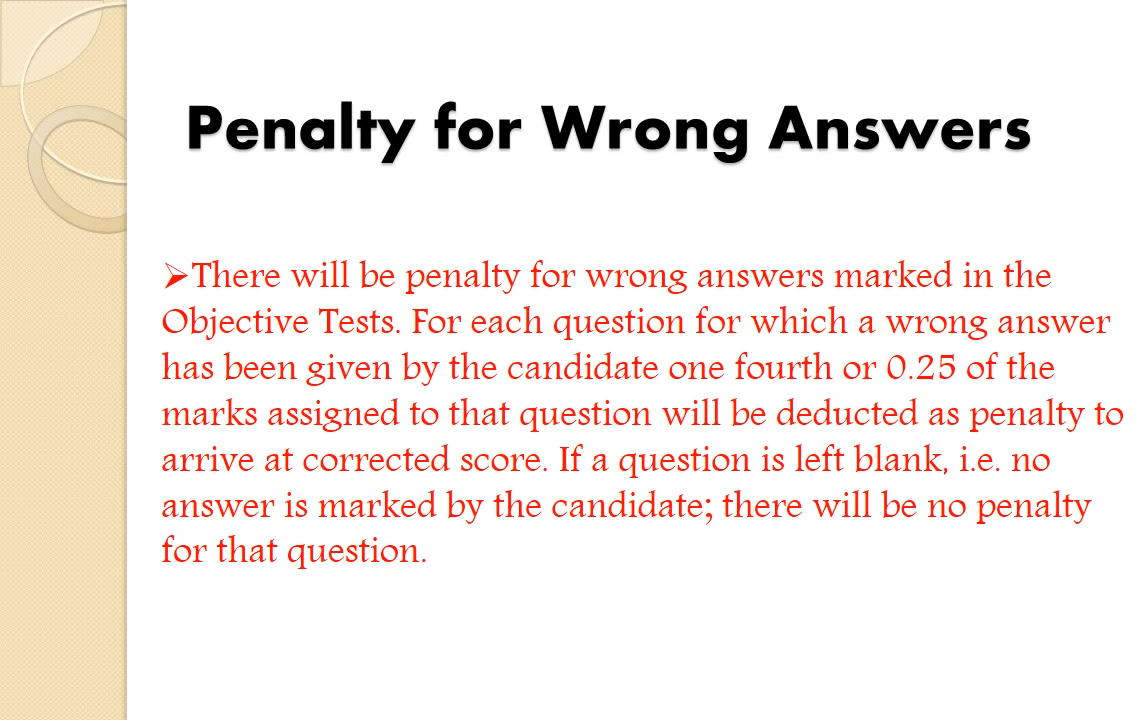 Penalty for Wrong Answers
➢There will be penalty for wrong answers marked in the
Objective Tests. For each question for which a wrong answer
has been given by the candidate one fourth or 0.25 of the
marks assigned to that question will be deducted as penalty to
arrive at corrected score. If a question is left blank, i.e. no
answer is marked by the candidate; there will be no penalty
for that question.